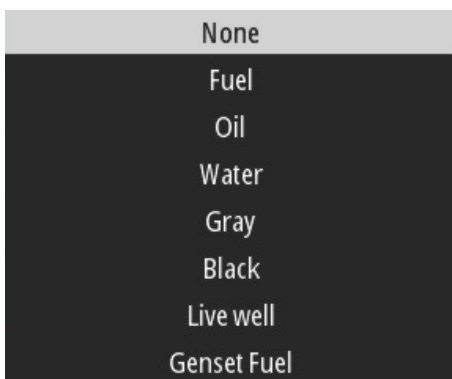 None
Fuel
Oil
Water
Gray
Black
Live well
Genset Fuel